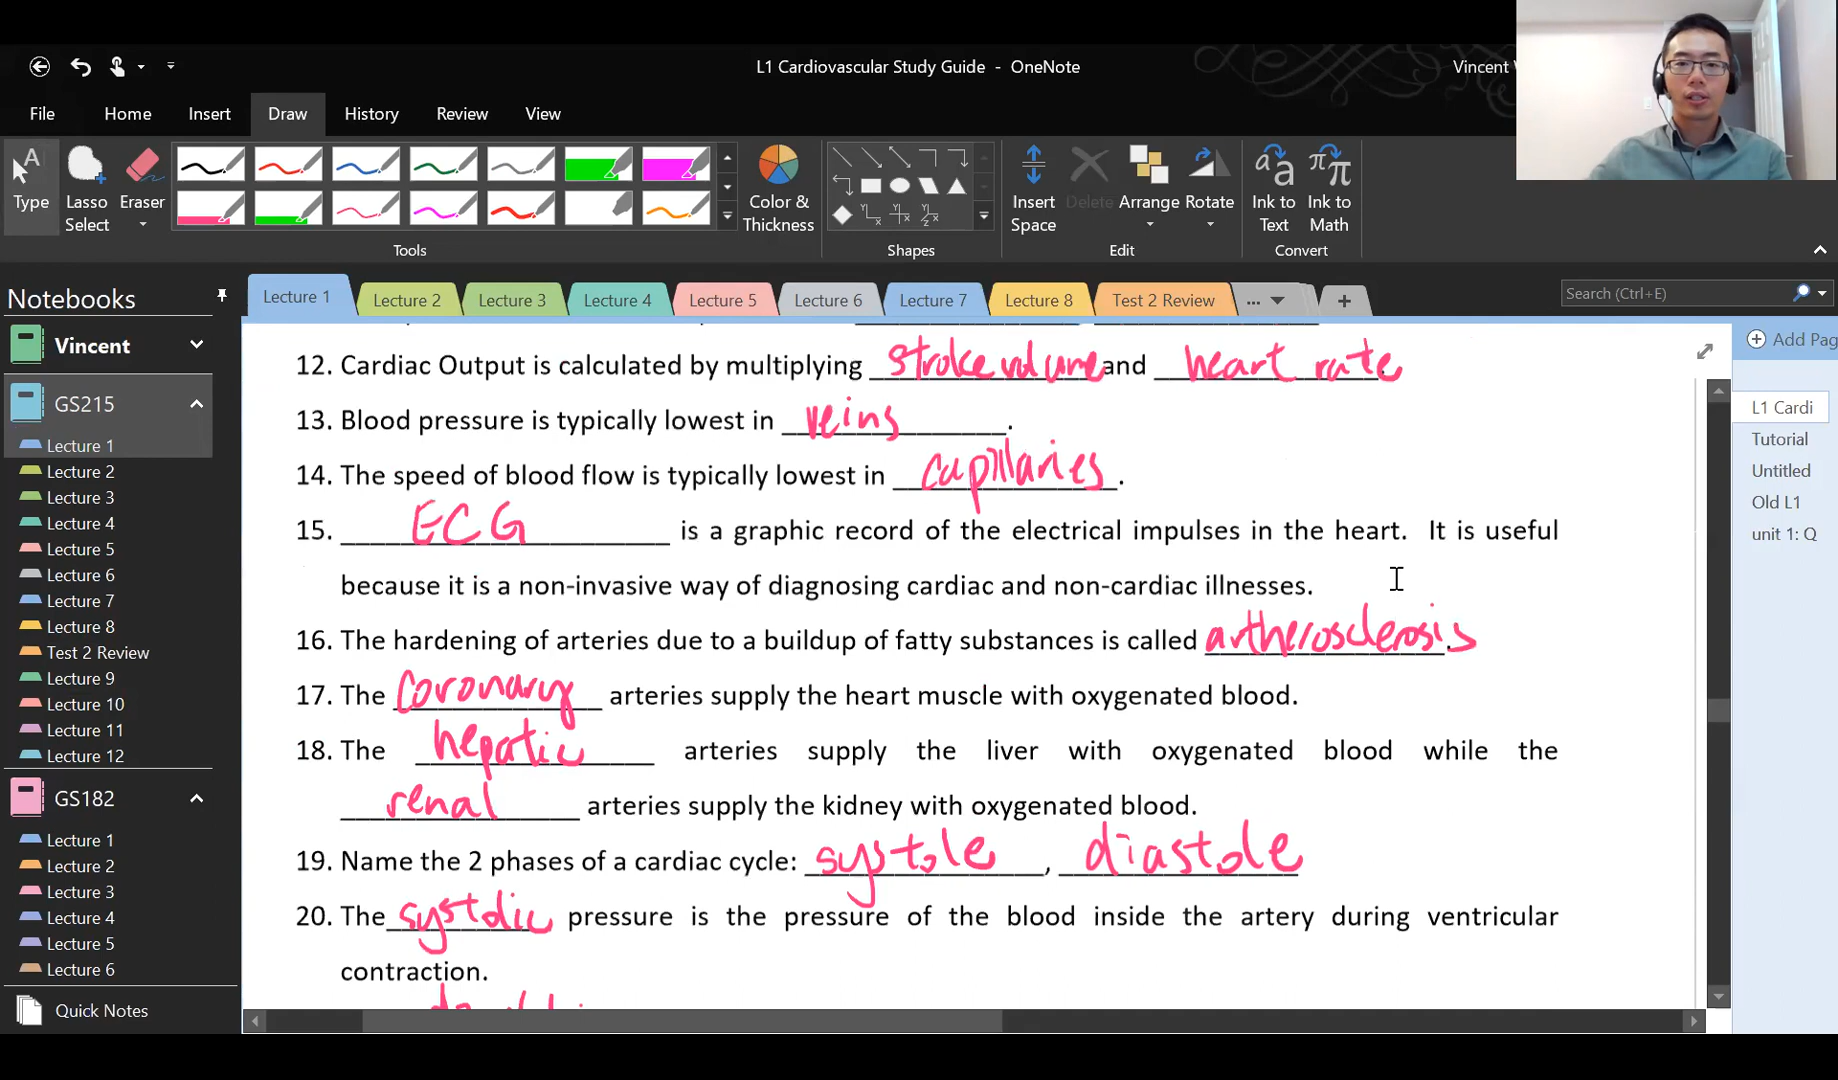 L1 Cardiovascular Study Guide - OneNote
Vincent
File Home Insert Draw History Review View
Type
Lasso Select
Eraser
Color & Thickness
Insert Space
Delete
Arrange
Rotate
Ink to Text
Ink to Math
Tools
Shapes
Edit
Convert
Notebooks
Lecture 1 Lecture 2 Lecture 3 Lecture 4 Lecture 5 Lecture 6 Lecture 7 Lecture 8 Test 2 Review ...
Search (Ctrl+E)
Vincent
GS215
Lecture 1
Lecture 2
Lecture 3
Lecture 4
Lecture 5
Lecture 6
Lecture 7
Lecture 8
Test 2 Review
Lecture 9
Lecture 10
Lecture 11
Lecture 12
GS182
Lecture 1
Lecture 2
Lecture 3
Lecture 4
Lecture 5
Lecture 6
Quick Notes
12. Cardiac Output is calculated by multiplying stroke volume and heart rate.
13. Blood pressure is typically lowest in veins.
14. The speed of blood flow is typically lowest in capillaries.
15. ECG is a graphic record of the electrical impulses in the heart. It is useful
because it is a non-invasive way of diagnosing cardiac and non-cardiac illnesses.
16. The hardening of arteries due to a buildup of fatty substances is called artherosclerosis.
17. The coronary arteries supply the heart muscle with oxygenated blood.
18. The hepatic arteries supply the liver with oxygenated blood while the
renal arteries supply the kidney with oxygenated blood.
19. Name the 2 phases of a cardiac cycle: systole, diastole
20. The systolic pressure is the pressure of the blood inside the artery during ventricular
contraction.
Add Pag
L1 Cardi
Tutorial
Untitled
Old L1
unit 1: Q